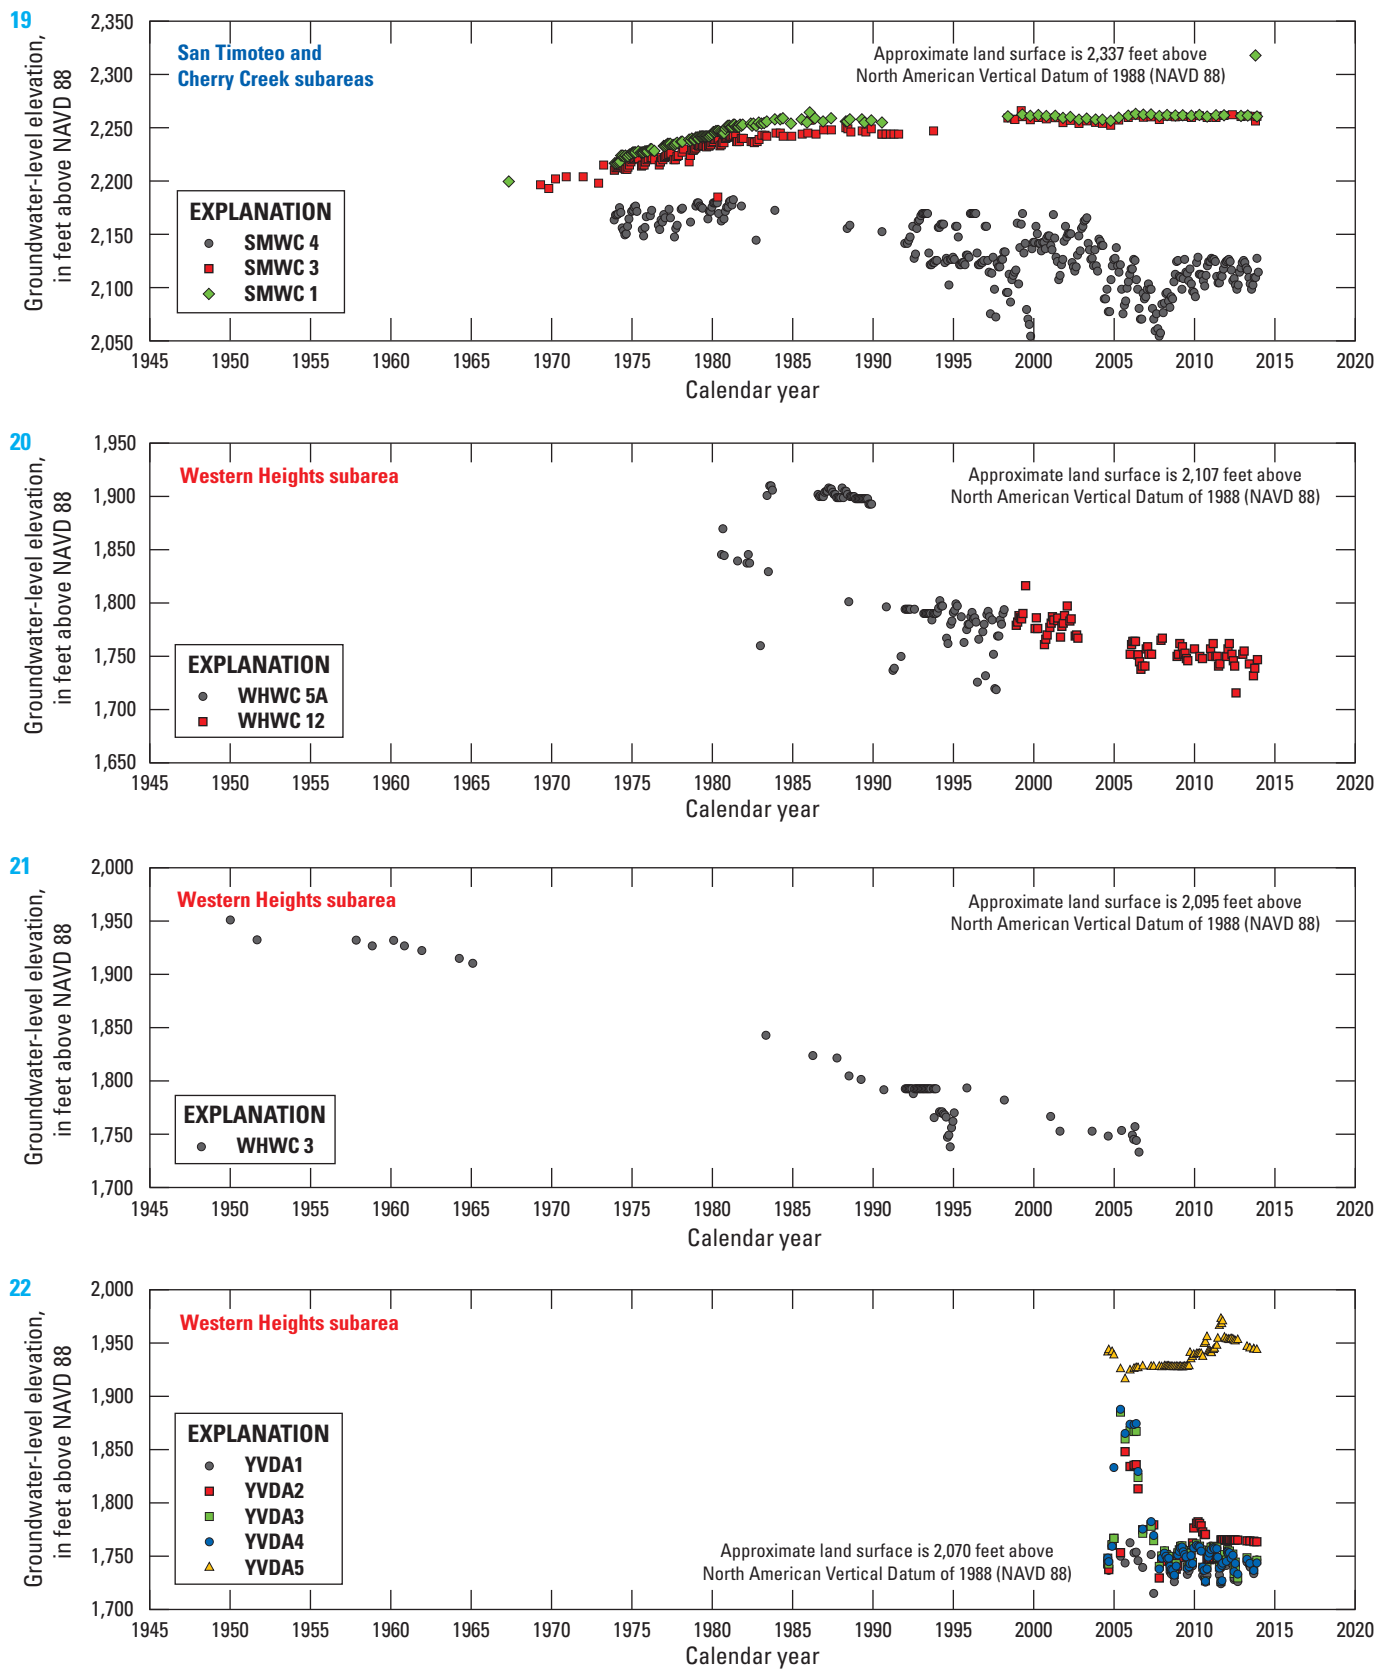 19
Groundwater-level elevation,
in feet above NAVD 88
2,350
2,300
2,250
2,200
2,150
2,100
2,050
San Timoteo and
Cherry Creek subareas
Approximate land surface is 2,337 feet above
North American Vertical Datum of 1988 (NAVD 88)
EXPLANATION
SMWC 4
SMWC 3
SMWC 1
1945 1950 1955 1960 1965 1970 1975 1980 1985 1990 1995 2000 2005 2010 2015 2020
Calendar year
20
Groundwater-level elevation,
in feet above NAVD 88
1,950
1,900
1,850
1,800
1,750
1,700
1,650
Western Heights subarea
Approximate land surface is 2,107 feet above
North American Vertical Datum of 1988 (NAVD 88)
EXPLANATION
WHWC 5A
WHWC 12
1945 1950 1955 1960 1965 1970 1975 1980 1985 1990 1995 2000 2005 2010 2015 2020
Calendar year
21
Groundwater-level elevation,
in feet above NAVD 88
2,000
1,950
1,900
1,850
1,800
1,750
1,700
Western Heights subarea
Approximate land surface is 2,095 feet above
North American Vertical Datum of 1988 (NAVD 88)
EXPLANATION
WHWC 3
1945 1950 1955 1960 1965 1970 1975 1980 1985 1990 1995 2000 2005 2010 2015 2020
Calendar year
22
Groundwater-level elevation,
in feet above NAVD 88
2,000
1,950
1,900
1,850
1,800
1,750
1,700
Western Heights subarea
EXPLANATION
YVDA1
YVDA2
YVDA3
YVDA4
YVDA5
Approximate land surface is 2,070 feet above
North American Vertical Datum of 1988 (NAVD 88)
1945 1950 1955 1960 1965 1970 1975 1980 1985 1990 1995 2000 2005 2010 2015 2020
Calendar year